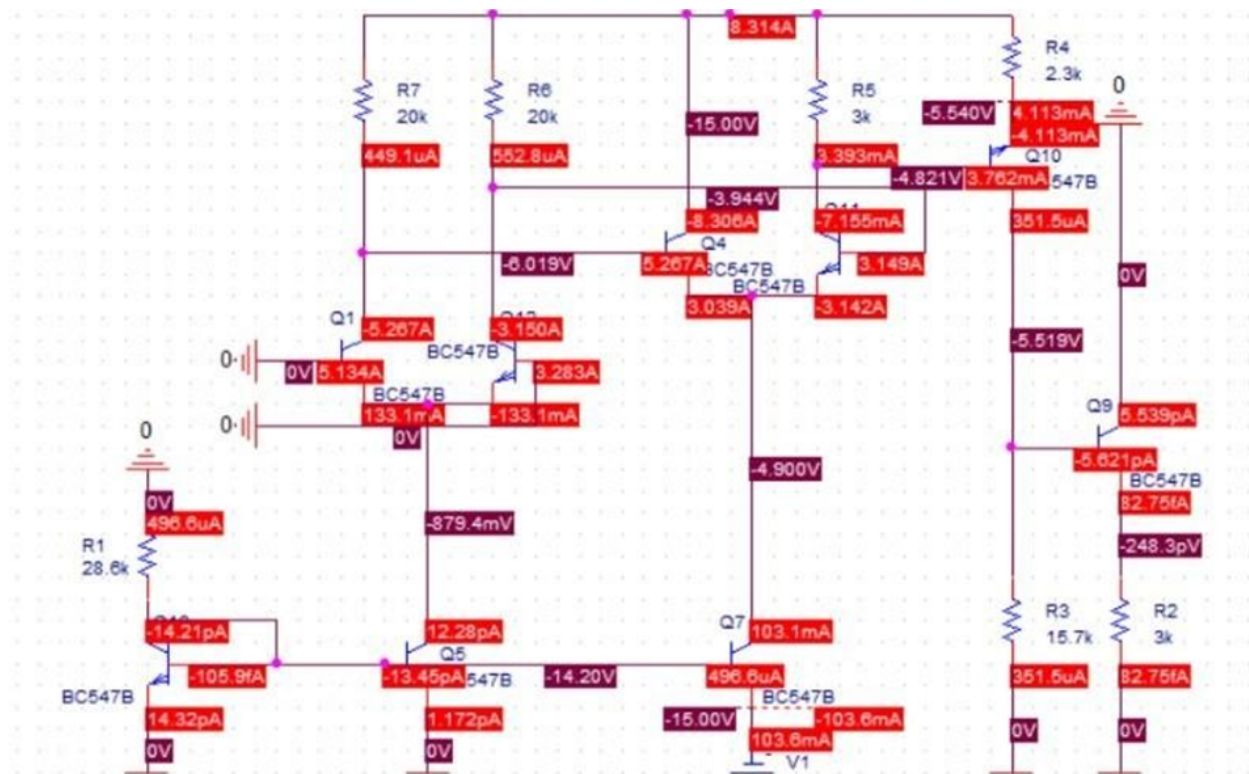 8.314A
R4
2.3k
0
R7
20k
R6
20k
R5
3k
-15.00V
-5.540V
4.113mA
-4.113mA
Q10
449.1uA
552.8uA
3.393mA
-4.821V
3.762mA
547B
-3.944V
-8.306A
-7.155mA
351.5uA
Q4
-6.019V
5.267A
BC547B
3.149A
0V
BC547B
3.039A
-3.142A
Q1
-5.267A
-3.150A
-5.519V
0
BC547B
0V
5.134A
3.283A
BC547B
133.1mA
-133.1mA
Q9
5.539pA
0
0
0V
-5.621pA
-4.900V
BC547B
0V
82.75fA
496.6uA
-879.4mV
R1
28.6k
-248.3pV
R3
15.7k
R2
3k
-14.21pA
12.28pA
Q7
103.1mA
Q5
-105.9fA
-13.45pA
547B
-14.20V
496.6uA
351.5uA
82.75fA
BC547B
BC547B
14.32pA
1.172pA
-15.00V
-103.6mA
0V
0V
103.6mA
0V
0V
V1